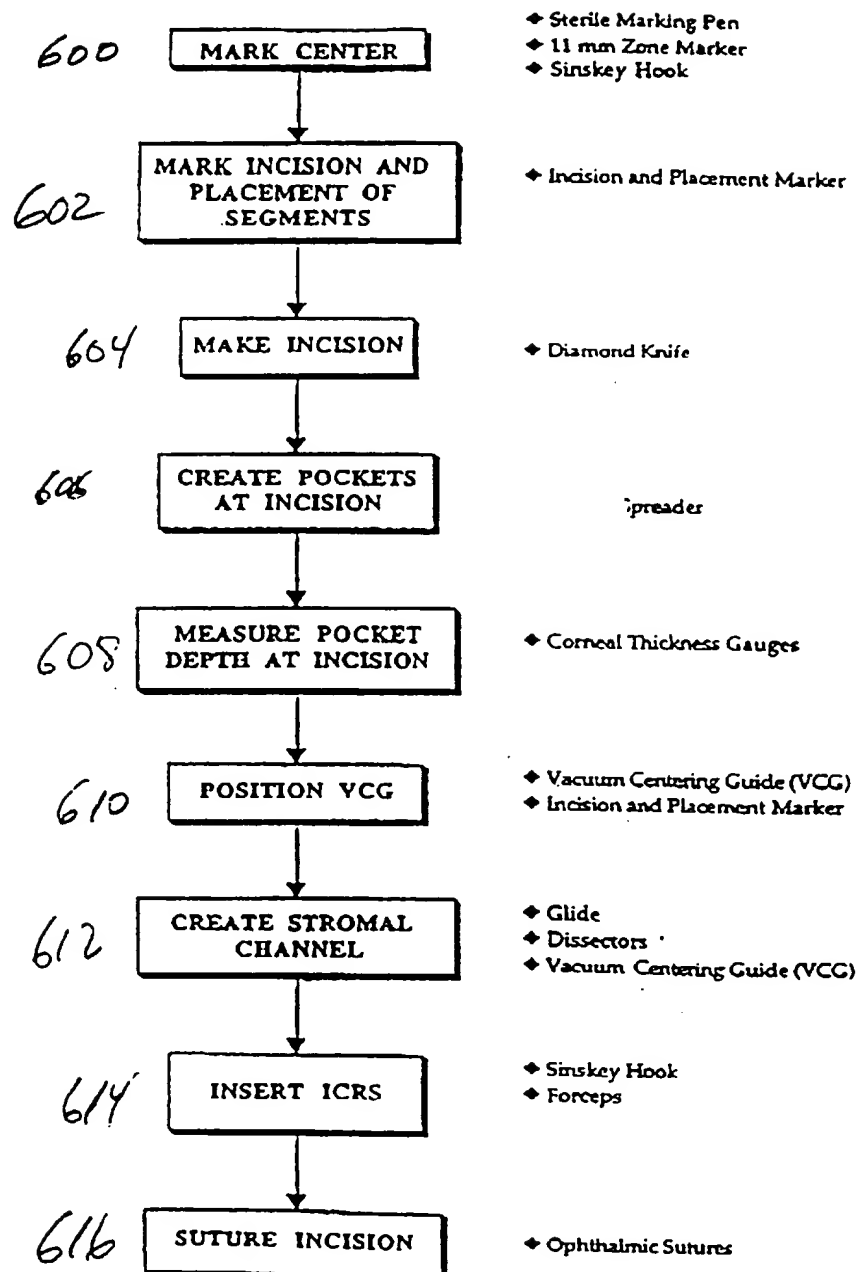 600 MARK CENTER
◆ Sterile Marking Pen
◆ 11 mm Zone Marker
◆ Sinskey Hook
602 MARK INCISION AND
PLACEMENT OF
SEGMENTS
◆ Incision and Placement Marker
604 MAKE INCISION
◆ Diamond Knife
606 CREATE POCKETS
AT INCISION
preader
608 MEASURE POCKET
DEPTH AT INCISION
◆ Corneal Thickness Gauges
610 POSITION VCG
◆ Vacuum Centering Guide (VCG)
◆ Incision and Placement Marker
612 CREATE STROMAL
CHANNEL
◆ Glide
◆ Dissectors
◆ Vacuum Centering Guide (VCG)
614 INSERT ICRS
◆ Sinskey Hook
◆ Forceps
616 SUTURE INCISION
◆ Ophthalmic Sutures